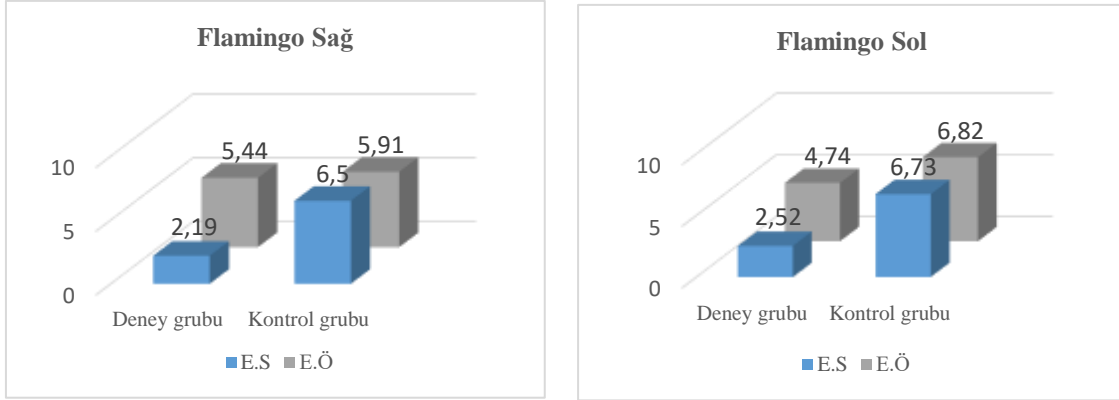 Flamingo Sağ
10
5
0
5,44
5,91
2,19
6,5
Deney grubu Kontrol grubu
E.S E.Ö
Flamingo Sol
10
5
0
4,74
6,82
2,52
6,73
Deney grubu Kontrol grubu
E.S E.Ö